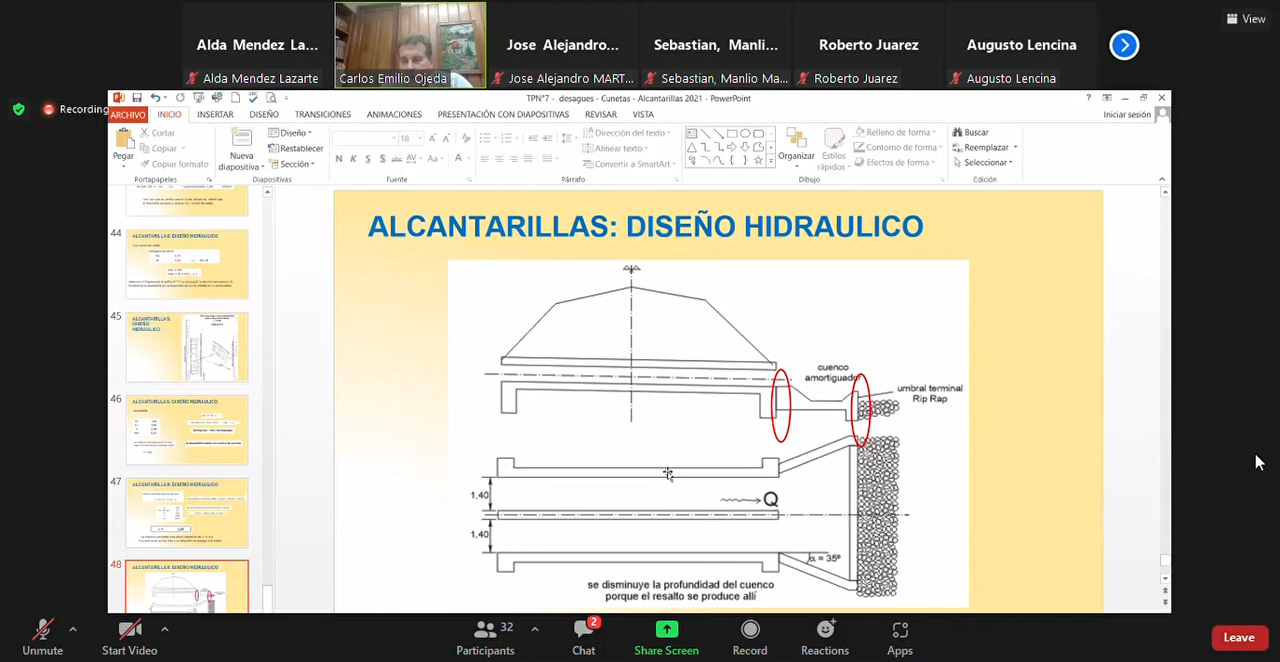 View
Alda Mendez La...
Jose Alejandro...
Sebastian, Manli...
Roberto Juarez
Augusto Lencina
Alda Mendez Lazarte
Carlos Emilio Ojeda
Jose Alejandro MART...
Sebastian, Manlio Ma...
Roberto Juarez
Augusto Lencina
Recording
TPN°7 - desagues - Cunetas - Alcantarillas 2021 - PowerPoint
ARCHIVO INICIO INSERTAR DISEÑO TRANSICIONES ANIMACIONES PRESENTACIÓN CON DIAPOSITIVAS REVISAR VISTA
Iniciar sesión
Pegar
Cortar
Copiar
Copiar formato
Portapapeles
Nueva diapositiva
Diseño
Restablecer
Sección
Diapositivas
18
N K S S abc AV Aa A
Fuente
Dirección del texto
Alinear texto
Convertir a SmartArt
Párrafo
Organizar
Estilos rápidos
Relleno de forma
Contorno de forma
Efectos de forma
Dibujo
Buscar
Reemplazar
Seleccionar
Edición
44
ALCANTARILLAS: DISEÑO HIDRAULICO
45
ALCANTARILLAS: DISEÑO HIDRAULICO
46
ALCANTARILLAS: DISEÑO HIDRAULICO
47
ALCANTARILLAS: DISEÑO HIDRAULICO
48
ALCANTARILLAS: DISEÑO HIDRAULICO
ALCANTARILLAS: DISEÑO HIDRAULICO
cuenco
amortiguador
umbral terminal
Rip Rap
1,40
Q
1,40
α = 35º
se disminuye la profundidad del cuenco
porque el resalto se produce allí
Unmute
Start Video
32
Participants
2
Chat
Share Screen
Record
Reactions
Apps
Leave